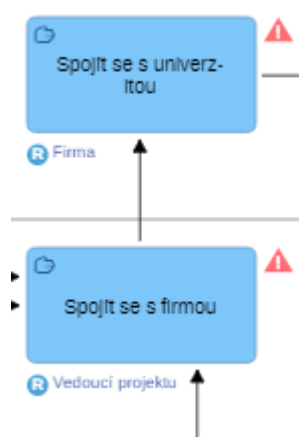 Spojit se s univerz-
itou
R Firma
Spojit se s firmou
R Vedoucí projektu